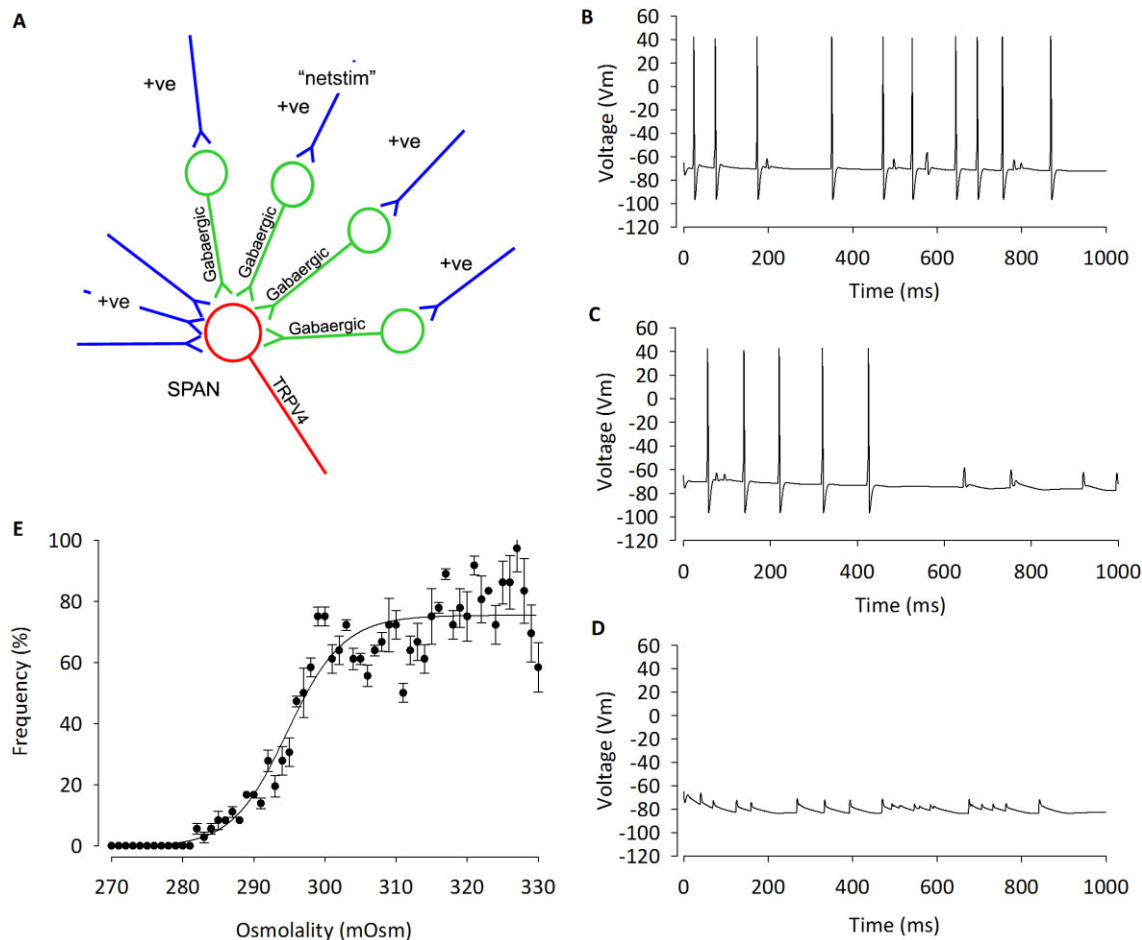 A
+ve
"netstim"
+ve
+ve
+ve
+ve
Gabaergic
Gabaergic
Gabaergic
Gabaergic
SPAN
TRPV4
B
Voltage (Vm)
60
40
20
0
-20
-40
-60
-80
-100
-120
0 200 400 600 800 1000
Time (ms)
C
Voltage (Vm)
60
40
20
0
-20
-40
-60
-80
-100
-120
0 200 400 600 800 1000
Time (ms)
D
Voltage (Vm)
60
40
20
0
-20
-40
-60
-80
-100
-120
0 200 400 600 800 1000
Time (ms)
E
Frequency (%)
100
80
60
40
20
0
270 280 290 300 310 320 330
Osmolality (mOsm)